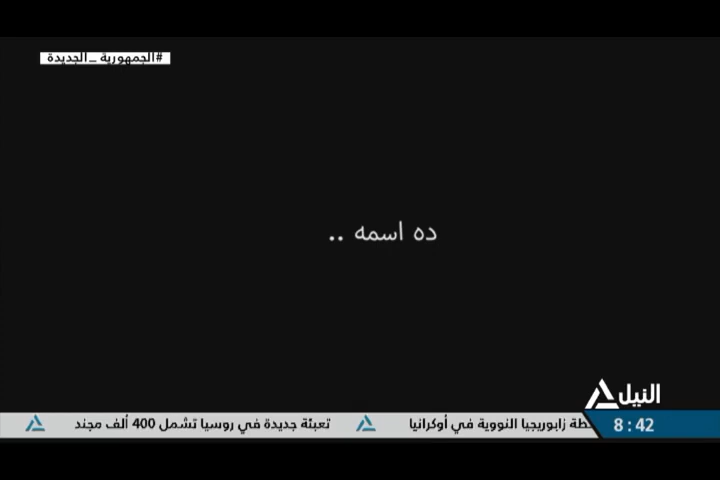 #الجمهورية_الجديدة
ده اسمه ..
النيل
8:42
زابوريجيا النووية في أوكرانيا
تعبئة جديدة في روسيا تشمل 400 ألف مجند